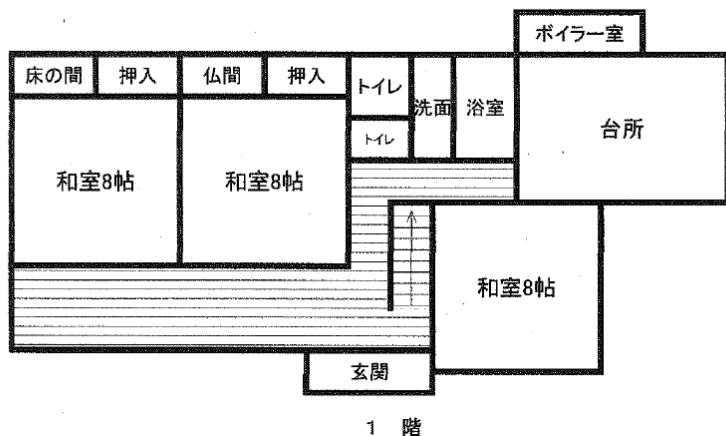 ボイラー室
床の間
押入
仏間
押入
トイレ
洗面
浴室
台所
トイレ
和室8帖
和室8帖
和室8帖
玄関
1 階